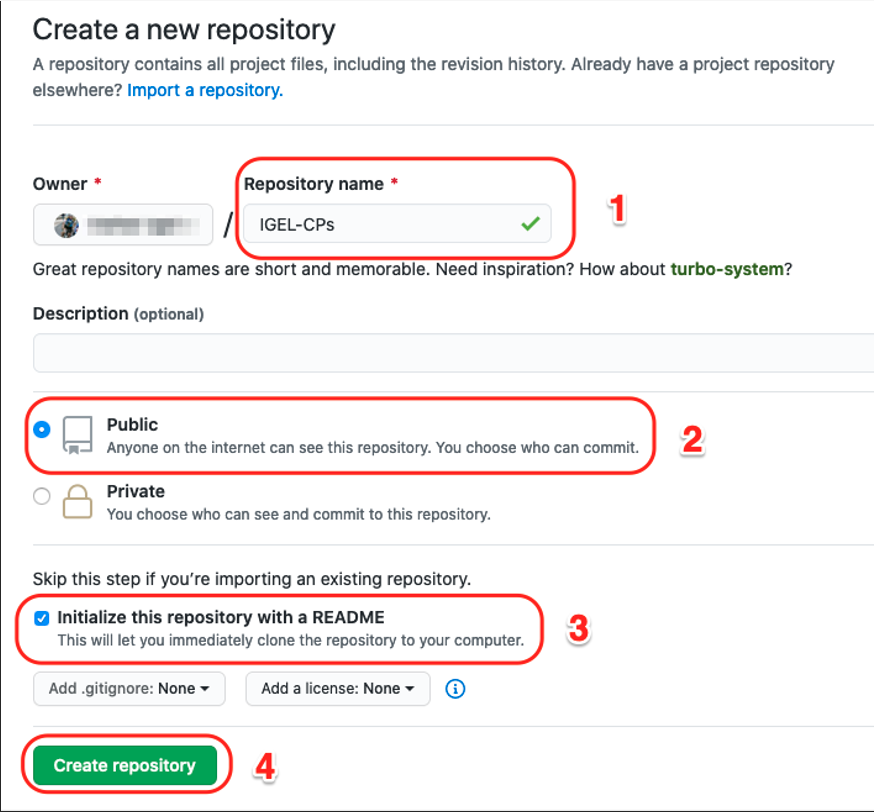 Create a new repository
A repository contains all project files, including the revision history. Already have a project repository
elsewhere? Import a repository.
Owner *
Repository name *
/
IGEL-CPs
1
Great repository names are short and memorable. Need inspiration? How about turbo-system?
Description (optional)
Public
Anyone on the internet can see this repository. You choose who can commit.
2
Private
You choose who can see and commit to this repository.
Skip this step if you’re importing an existing repository.
Initialize this repository with a README
This will let you immediately clone the repository to your computer.
3
Add .gitignore: None
Add a license: None
Create repository
4